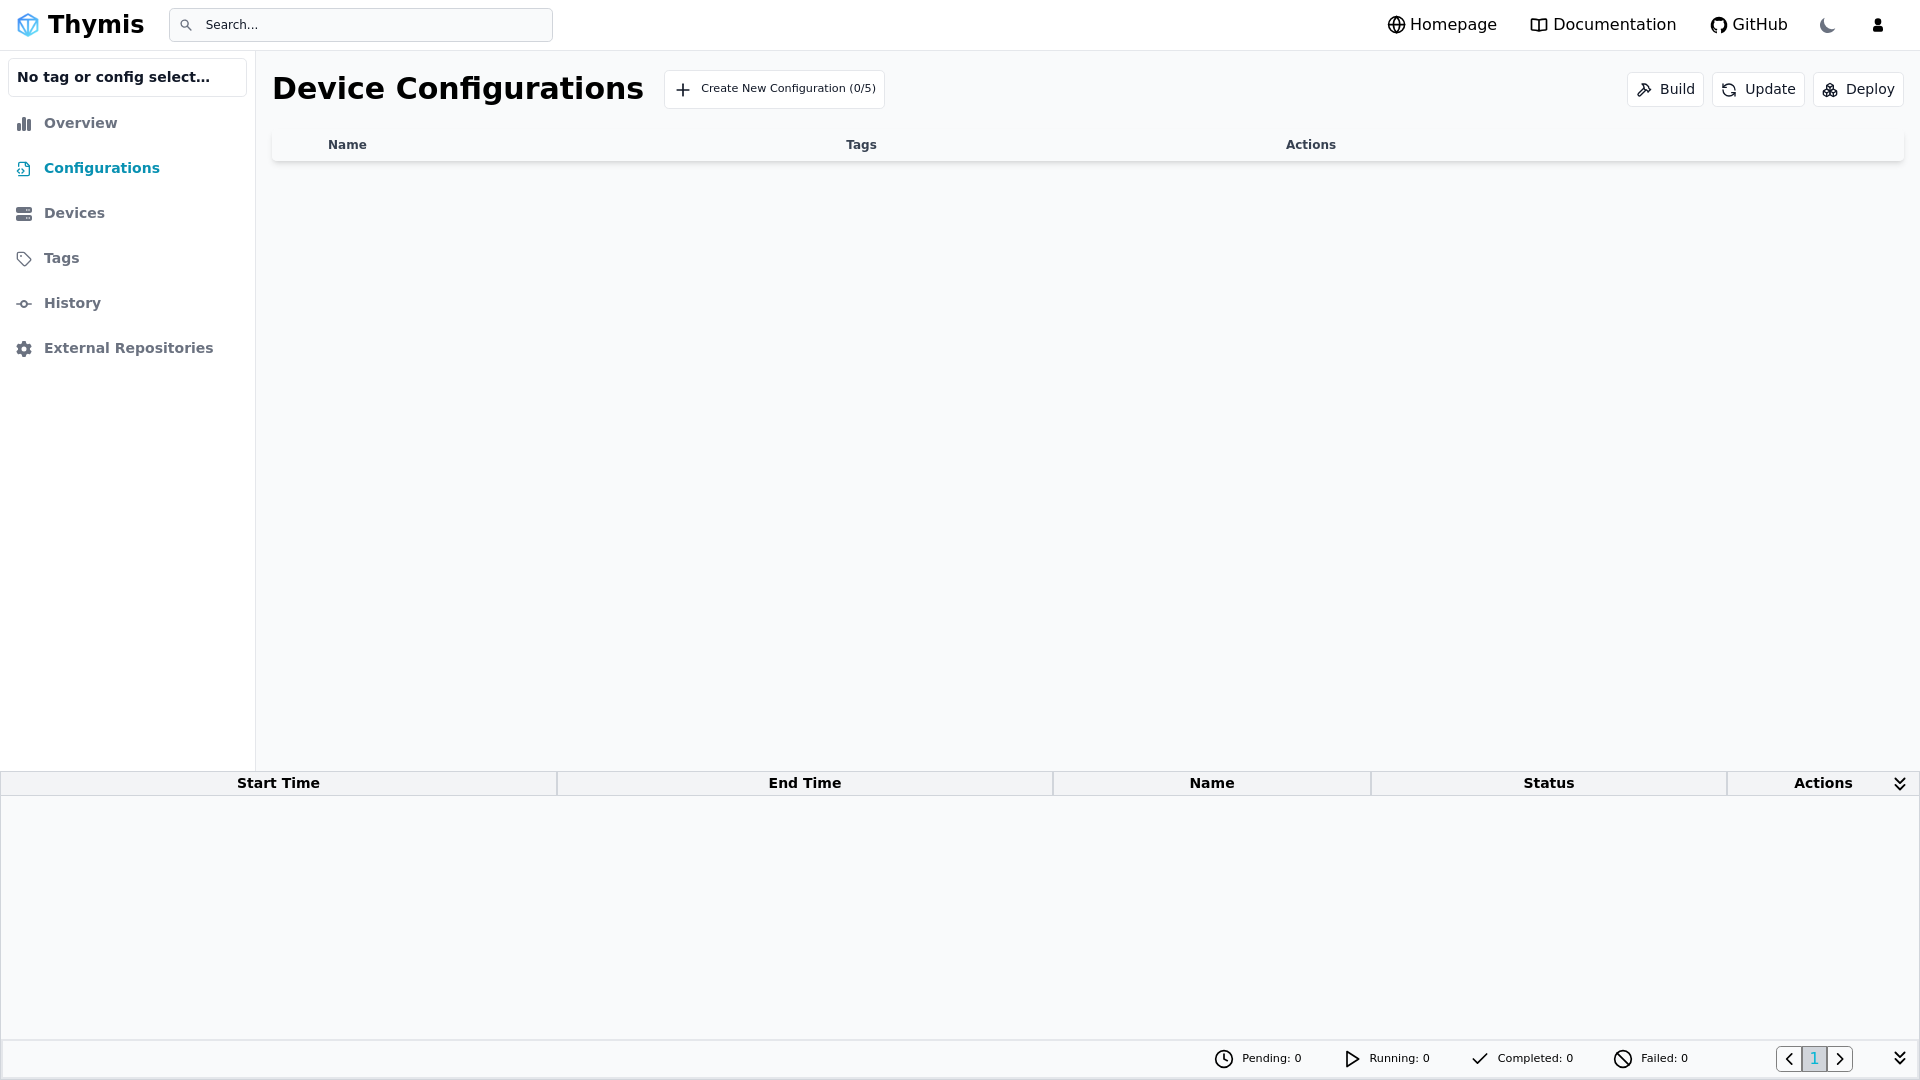 Thymis
Search...
Homepage
Documentation
GitHub
No tag or config select...
Overview
Configurations
Devices
Tags
History
External Repositories
Device Configurations
Create New Configuration (0/5)
Build
Update
Deploy
Name Tags Actions
Start Time End Time Name Status Actions
Pending: 0 Running: 0 Completed: 0 Failed: 0 1